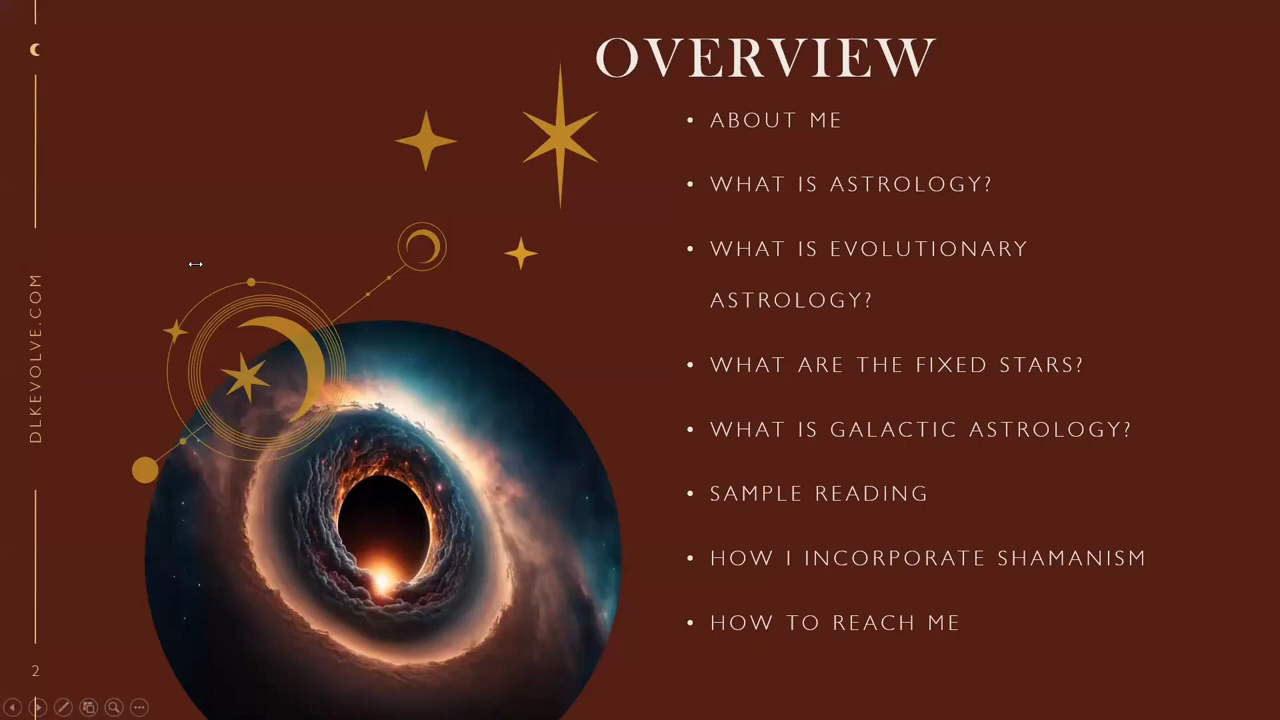 OVERVIEW
• ABOUT ME
• WHAT IS ASTROLOGY?
• WHAT IS EVOLUTIONARY
ASTROLOGY?
• WHAT ARE THE FIXED STARS?
• WHAT IS GALACTIC ASTROLOGY?
• SAMPLE READING
• HOW I INCORPORATE SHAMANISM
• HOW TO REACH ME
DLKEVOLVE.COM
2